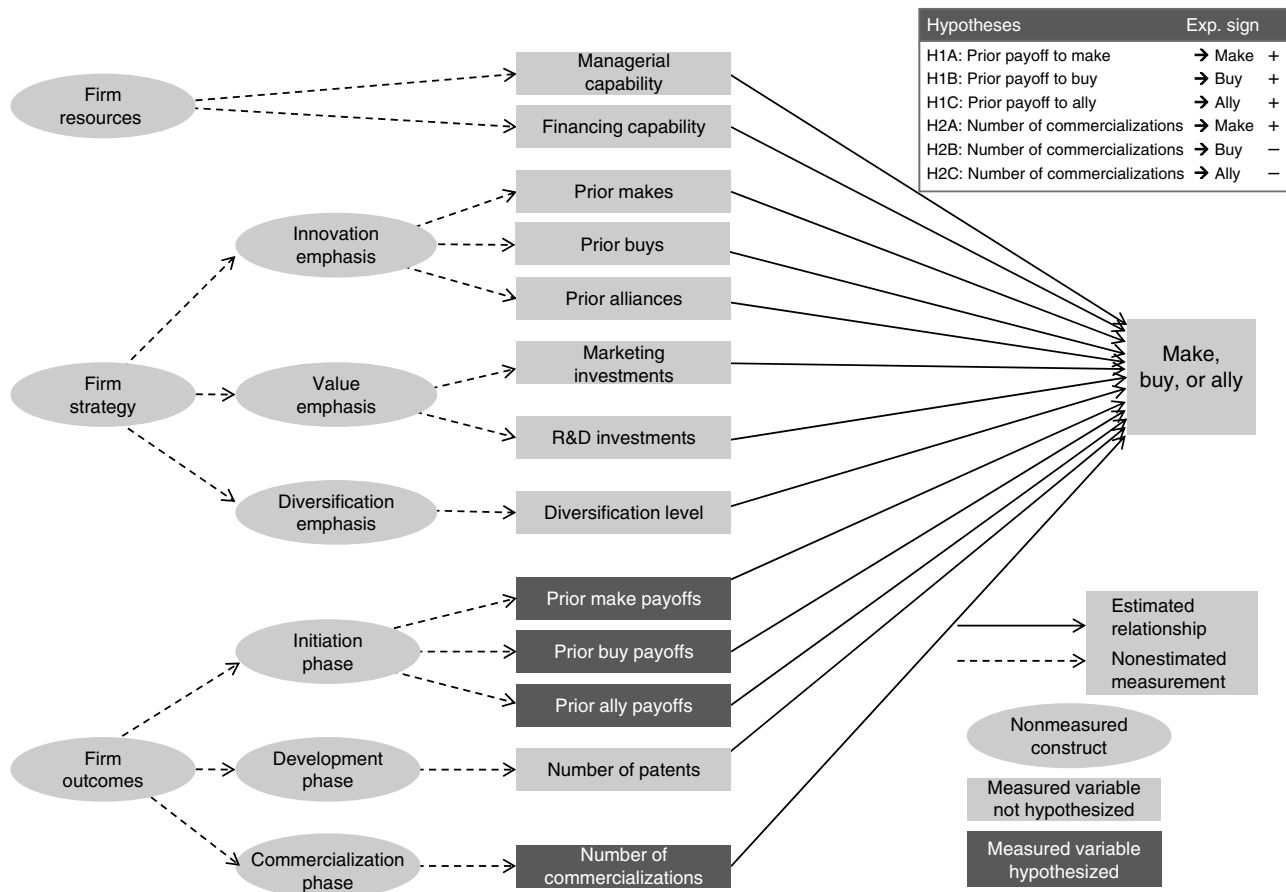 Hypotheses Exp. sign
H1A: Prior payoff to make → Make +
H1B: Prior payoff to buy → Buy +
H1C: Prior payoff to ally → Ally +
H2A: Number of commercializations → Make +
H2B: Number of commercializations → Buy −
H2C: Number of commercializations → Ally −
Firm
resources
Managerial
capability
Financing capability
Firm
strategy
Innovation
emphasis
Prior makes
Prior buys
Prior alliances
Value
emphasis
Marketing
investments
R&D investments
Diversification
emphasis
Diversification level
Make,
buy, or ally
Firm
outcomes
Initiation
phase
Prior make payoffs
Prior buy payoffs
Prior ally payoffs
Development
phase
Number of patents
Commercialization
phase
Number of
commercializations
Estimated
relationship
Nonestimated
measurement
Nonmeasured
construct
Measured variable
not hypothesized
Measured variable
hypothesized